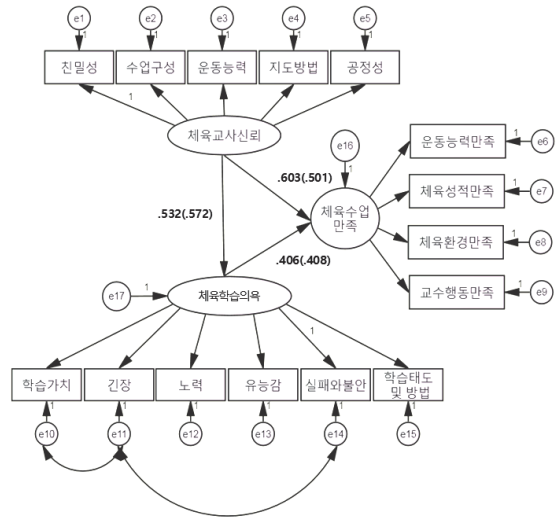 e1 e2 e3 e4 e5
1 1 1 1 1
친밀성 수업구성 운동능력 지도방법 공정성
1
체육교사신뢰
e16
1
운동능력만족 1 e6
.603(.501)
체육성적만족 1 e7
.532(.572)
체육수업
만족
체육환경만족 1 e8
.406(.408)
e17 1 체육학습의욕
교수행동만족 1 e9
1
학습가치 긴장 노력 유능감 실패와불안 학습태도
및 방법
1 1 1 1 1 1
e10 e11 e12 e13 e14 e15